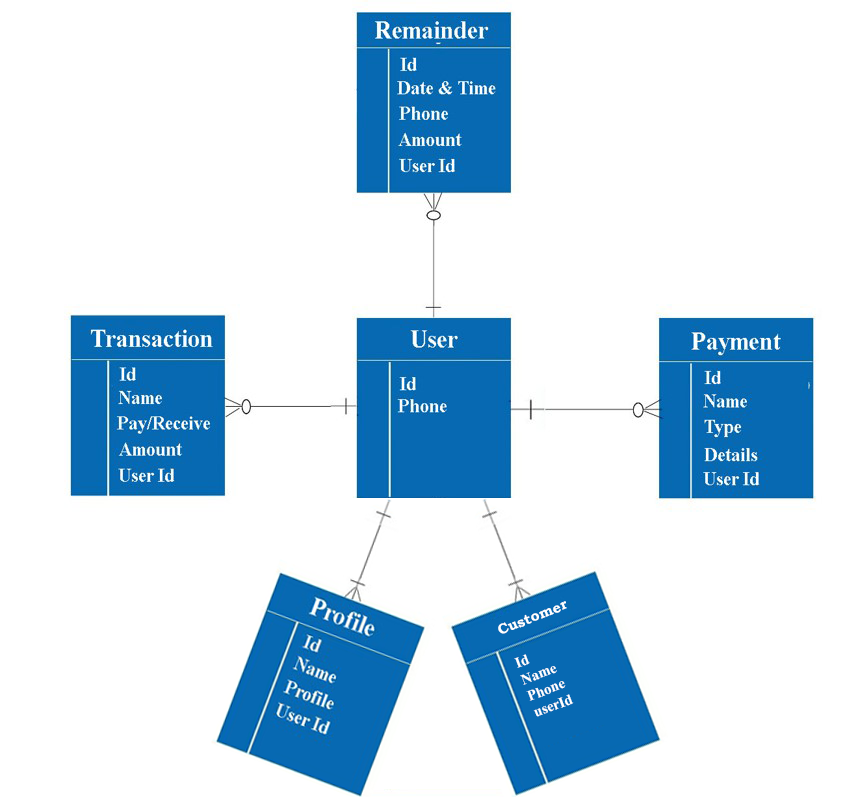 Remainder
Id
Date & Time
Phone
Amount
User Id
Transaction
Id
Name
Pay/Receive
Amount
User Id
User
Id
Phone
Payment
Id
Name
Type
Details
User Id
Profile
Id
Name
Profile
User Id
Customer
Id
Name
Phone
userId